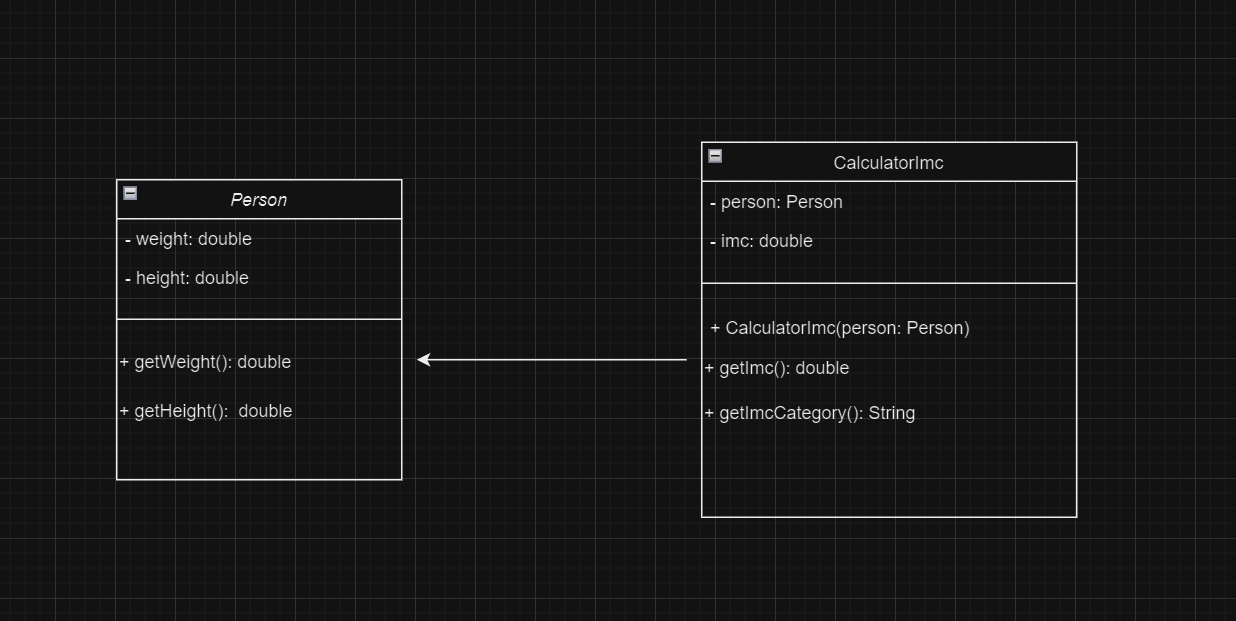 Person
- weight: double
- height: double
+ getWeight(): double
+ getHeight():  double
CalculatorImc
- person: Person
- imc: double
+ CalculatorImc(person: Person)
+ getImc(): double
+ getImcCategory(): String